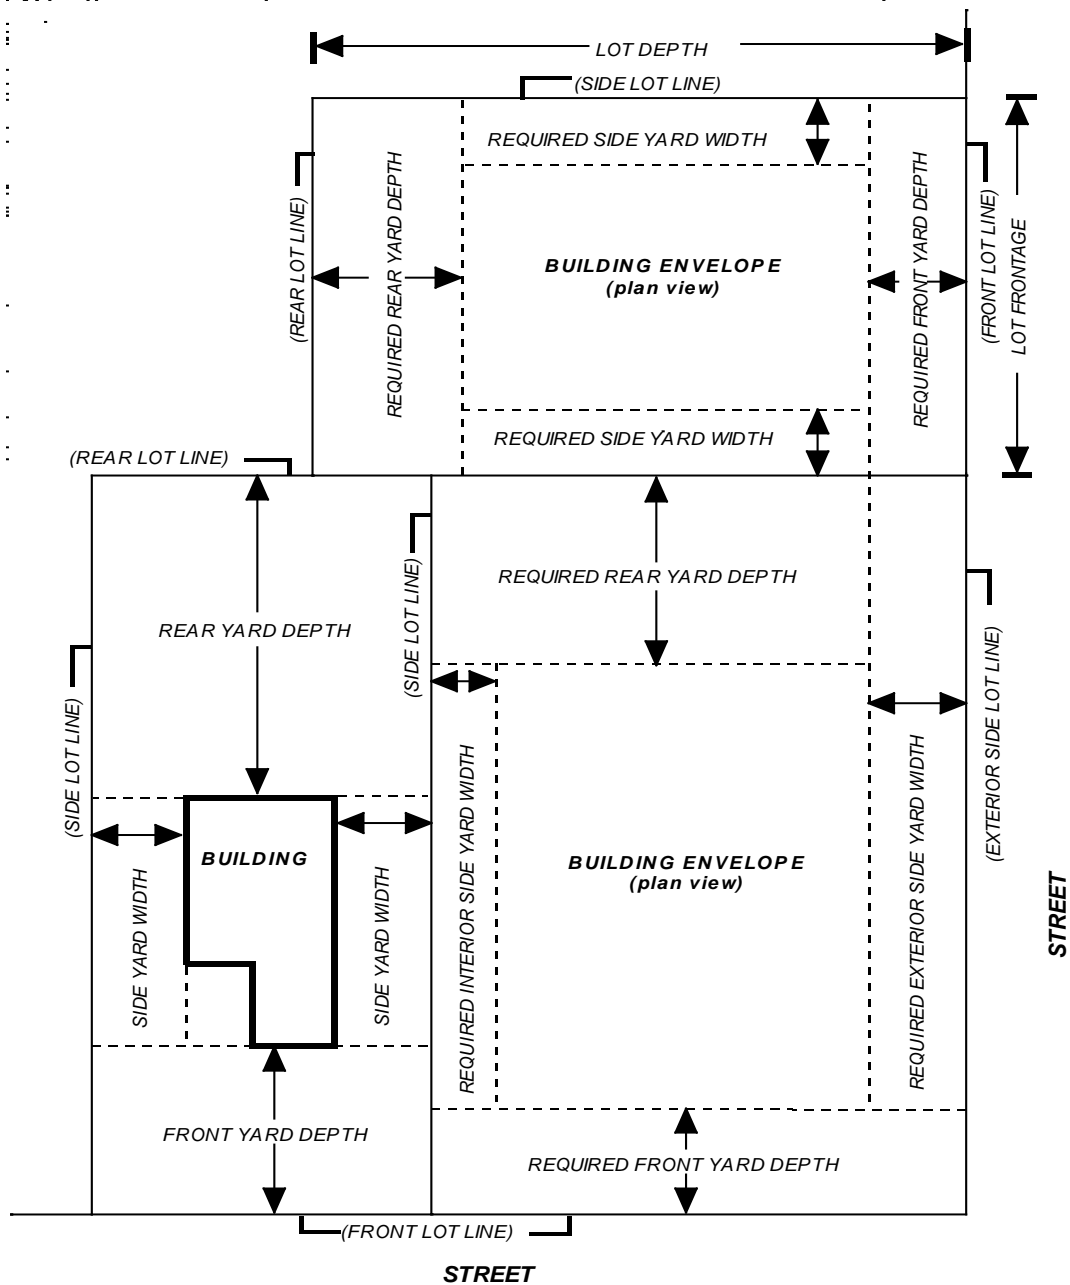 LOT DEPTH
(SIDE LOT LINE)
REQUIRED SIDE YARD WIDTH
(REAR LOT LINE)
REQUIRED REAR YARD DEPTH
BUILDING ENVELOPE
(plan view)
REQUIRED FRONT YARD DEPTH
(FRONT LOT LINE)
LOT FRONTAGE
REQUIRED SIDE YARD WIDTH
(REAR LOT LINE)
(SIDE LOT LINE)
REQUIRED REAR YARD DEPTH
REAR YARD DEPTH
(SIDE LOT LINE)
(EXTERIOR SIDE LOT LINE)
BUILDING
SIDE YARD WIDTH
SIDE YARD WIDTH
REQUIRED INTERIOR SIDE YARD WIDTH
BUILDING ENVELOPE
(plan view)
REQUIRED EXTERIOR SIDE YARD WIDTH
STREET
FRONT YARD DEPTH
REQUIRED FRONT YARD DEPTH
(FRONT LOT LINE)
STREET